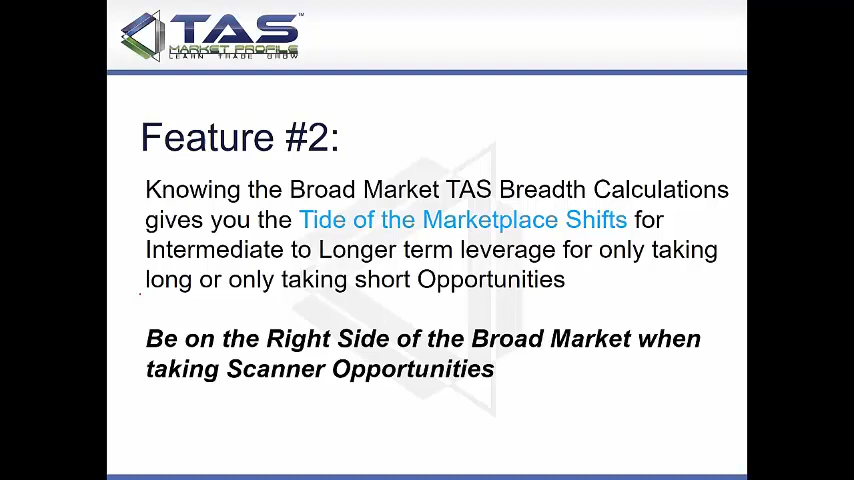 TAS™
MARKET PROFILE
LEARN TRADE GROW
Feature #2:
Knowing the Broad Market TAS Breadth Calculations
gives you the Tide of the Marketplace Shifts for
Intermediate to Longer term leverage for only taking
long or only taking short Opportunities
Be on the Right Side of the Broad Market when
taking Scanner Opportunities